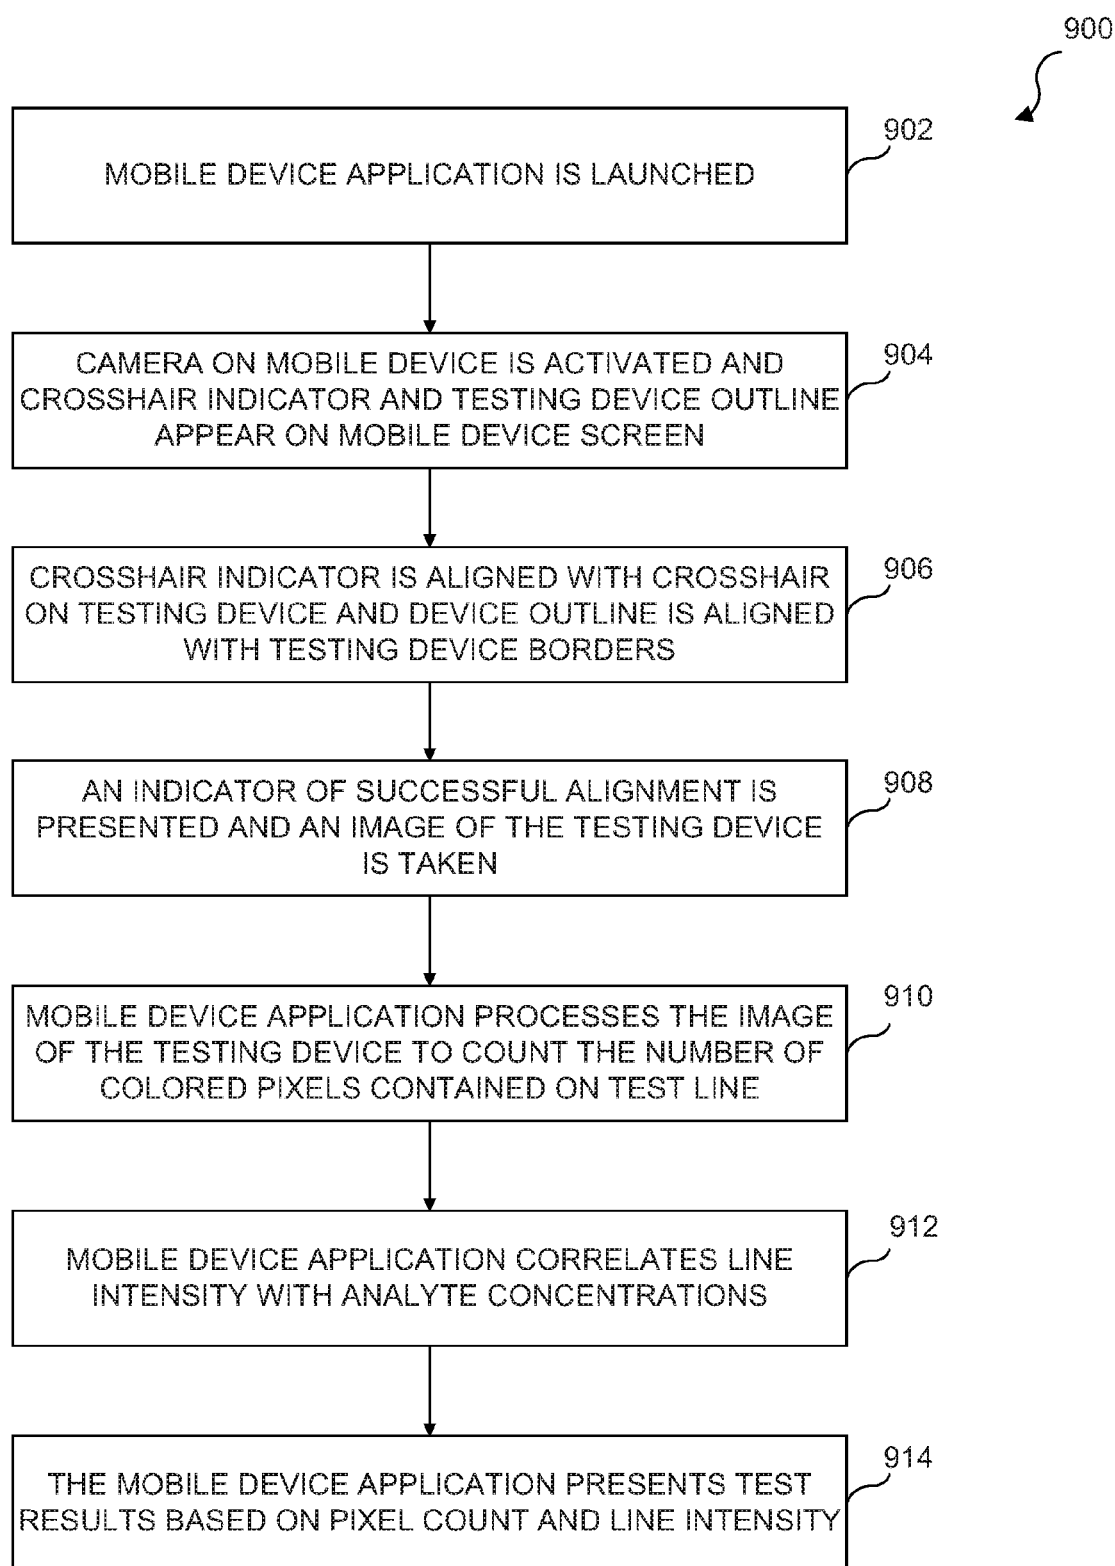 900
902
MOBILE DEVICE APPLICATION IS LAUNCHED
904
CAMERA ON MOBILE DEVICE IS ACTIVATED AND
CROSSHAIR INDICATOR AND TESTING DEVICE OUTLINE
APPEAR ON MOBILE DEVICE SCREEN
906
CROSSHAIR INDICATOR IS ALIGNED WITH CROSSHAIR
ON TESTING DEVICE AND DEVICE OUTLINE IS ALIGNED
WITH TESTING DEVICE BORDERS
908
AN INDICATOR OF SUCCESSFUL ALIGNMENT IS
PRESENTED AND AN IMAGE OF THE TESTING DEVICE
IS TAKEN
910
MOBILE DEVICE APPLICATION PROCESSES THE IMAGE
OF THE TESTING DEVICE TO COUNT THE NUMBER OF
COLORED PIXELS CONTAINED ON TEST LINE
912
MOBILE DEVICE APPLICATION CORRELATES LINE
INTENSITY WITH ANALYTE CONCENTRATIONS
914
THE MOBILE DEVICE APPLICATION PRESENTS TEST
RESULTS BASED ON PIXEL COUNT AND LINE INTENSITY